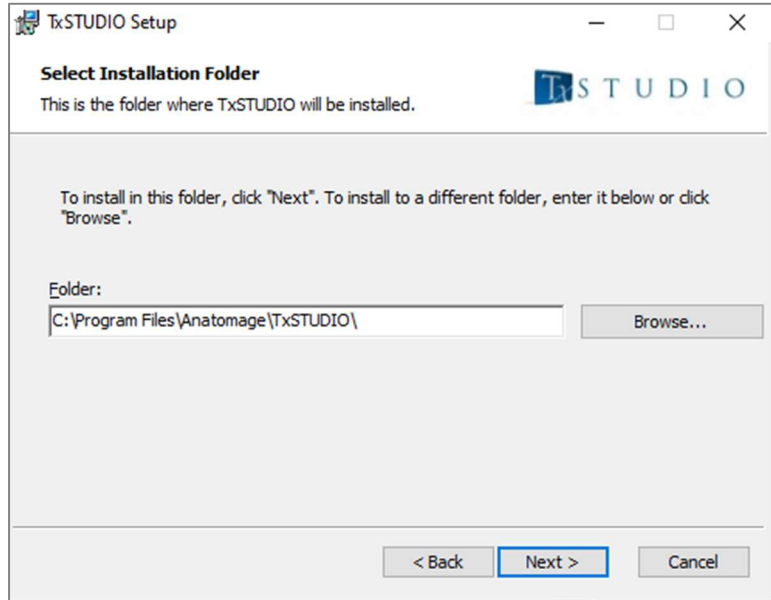 TxSTUDIO Setup
Select Installation Folder
This is the folder where TxSTUDIO will be installed.
TxSTUDIO
To install in this folder, click "Next". To install to a different folder, enter it below or click
"Browse".
Folder:
C:\Program Files\Anatomage\TxSTUDIO\
Browse...
< Back
Next >
Cancel